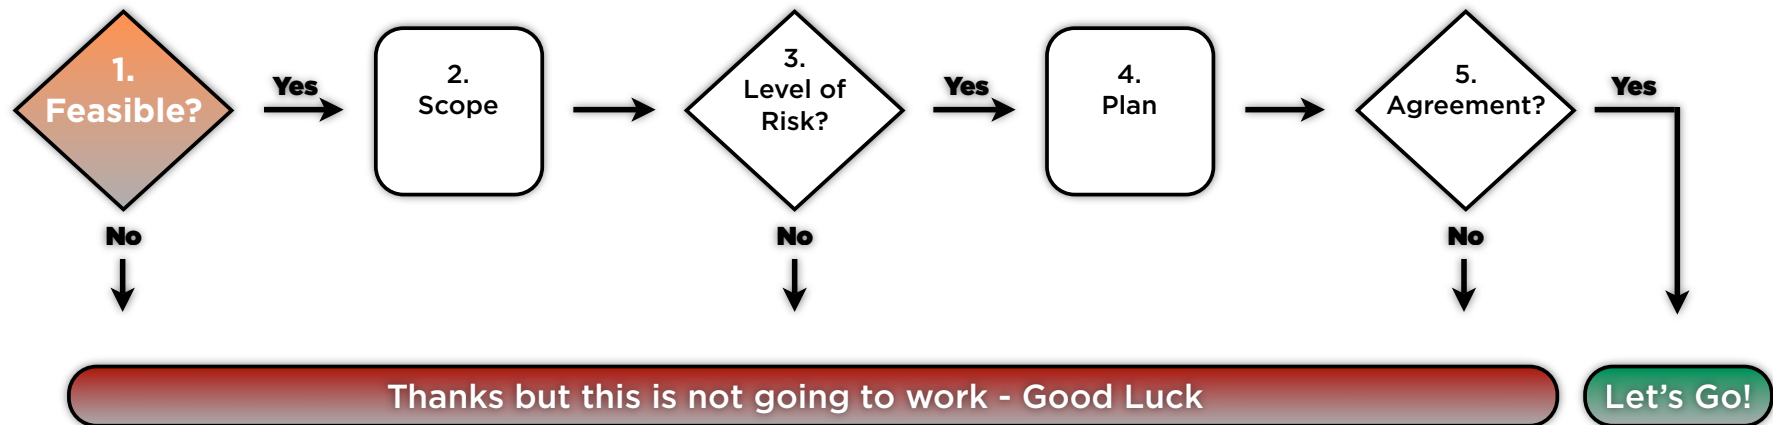 1.
Feasible?
Yes
2.
Scope
3.
Level of
Risk?
Yes
4.
Plan
5.
Agreement?
Yes
No
No
No
Thanks but this is not going to work - Good Luck
Let's Go!